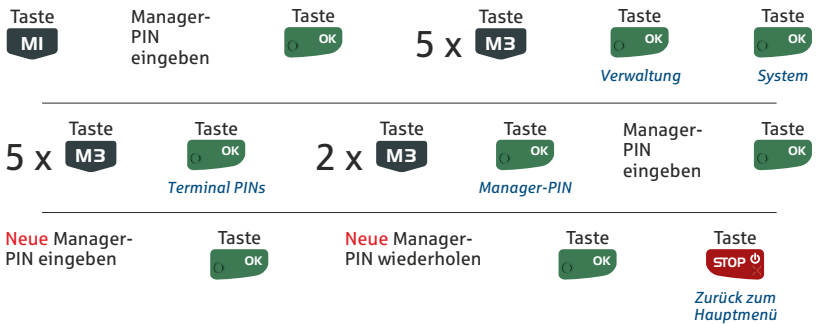 Taste
M1
Manager-
PIN
eingeben
Taste
OK
5 x
Taste
M3
Taste
OK
Verwaltung
Taste
OK
System
5 x
Taste
M3
Taste
OK
Terminal PINs
2 x
Taste
M3
Taste
OK
Manager-PIN
Manager-
PIN
eingeben
Taste
OK
Neue Manager-
PIN eingeben
Taste
OK
Neue Manager-
PIN wiederholen
Taste
OK
Taste
STOP
Zurück zum
Hauptmenü